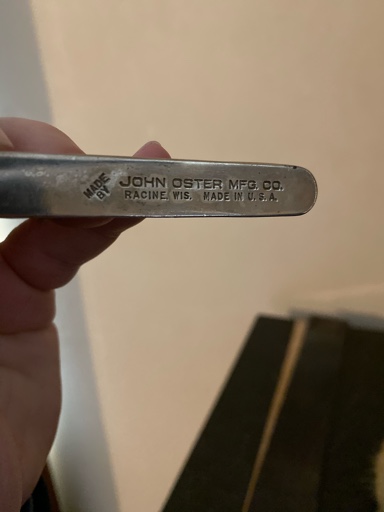 MADE BY
JOHN OSTER MFG. CO.
RACINE. WIS. MADE IN U.S.A.